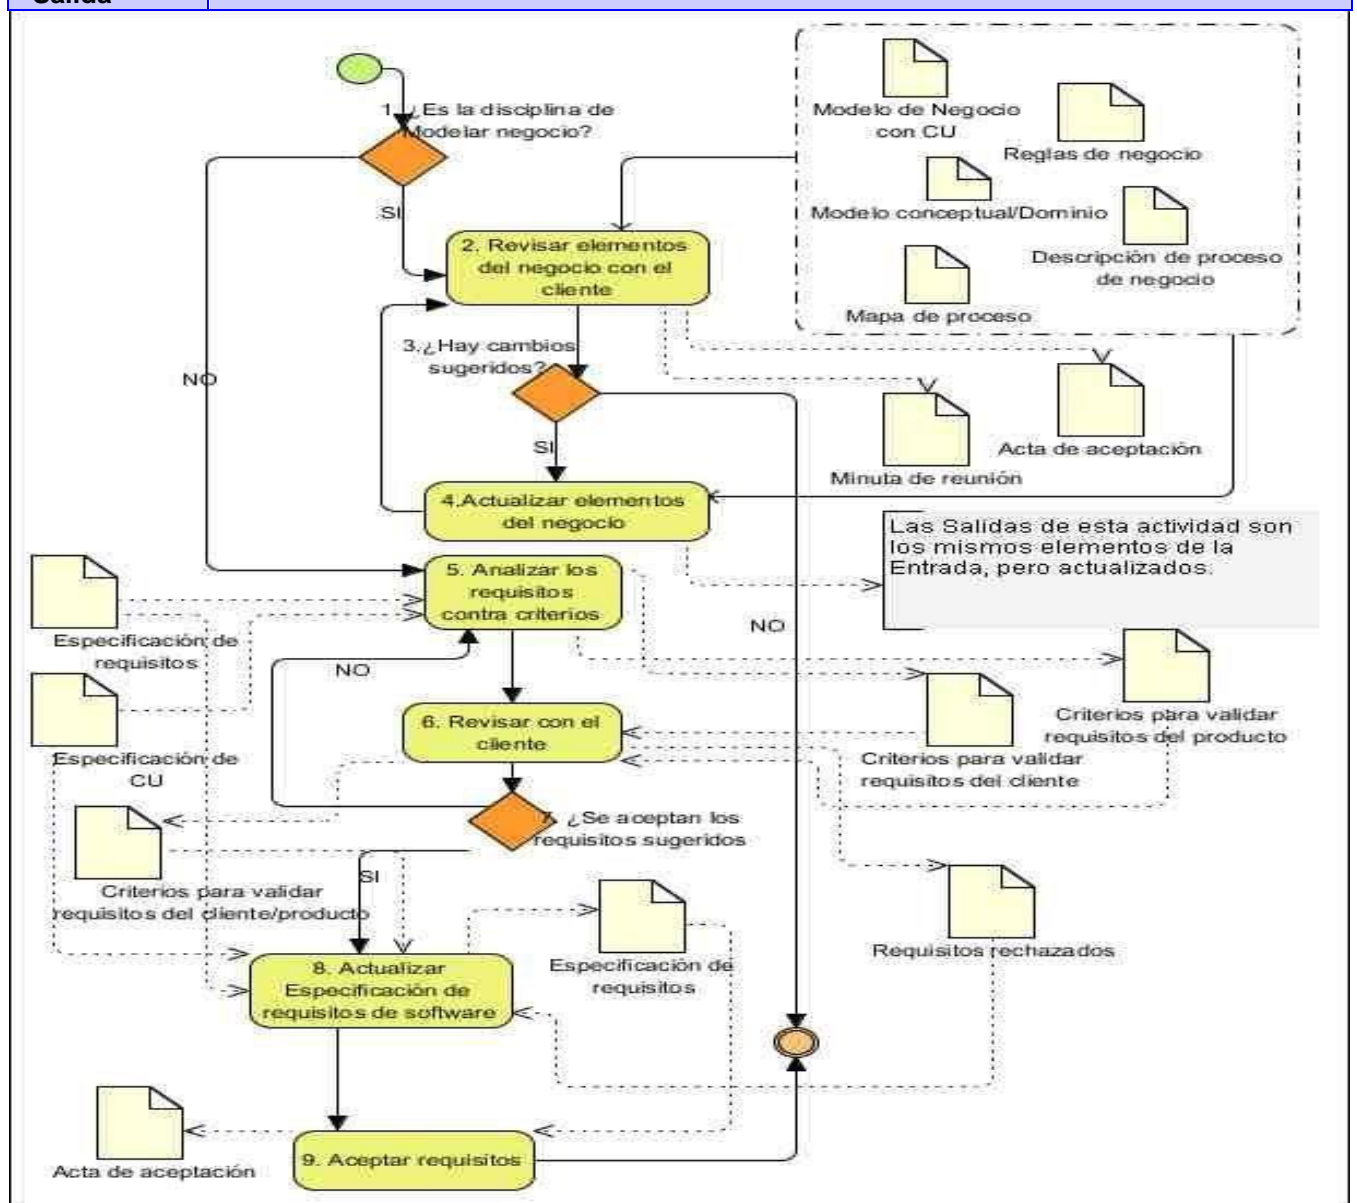 Salida
1. ¿Es la disciplina de
Modelar negocio?
SI
NO
Modelo de Negocio
con CU
Reglas de negocio
Modelo conceptual/Dominio
Descripción de proceso
de negocio
Mapa de proceso
2. Revisar elementos
del negocio con el
cliente
3.¿Hay cambios
sugeridos?
SI
NO
Acta de aceptación
Minuta de reunión
4.Actualizar elementos
del negocio
Las Salidas de esta actividad son
los mismos elementos de la
Entrada, pero actualizados.
5. Analizar los
requisitos
contra criterios
Especificación de
requisitos
NO
Especificación de
CU
6. Revisar con el
cliente
Criterios para validar
requisitos del producto
Criterios para validar
requisitos del cliente
7. ¿Se aceptan los
requisitos sugeridos
SI
Criterios para validar
requisitos del cliente/producto
Requisitos rechazados
Especificación de
requisitos
8. Actualizar
Especificación de
requisitos de software
9. Aceptar requisitos
Acta de aceptación